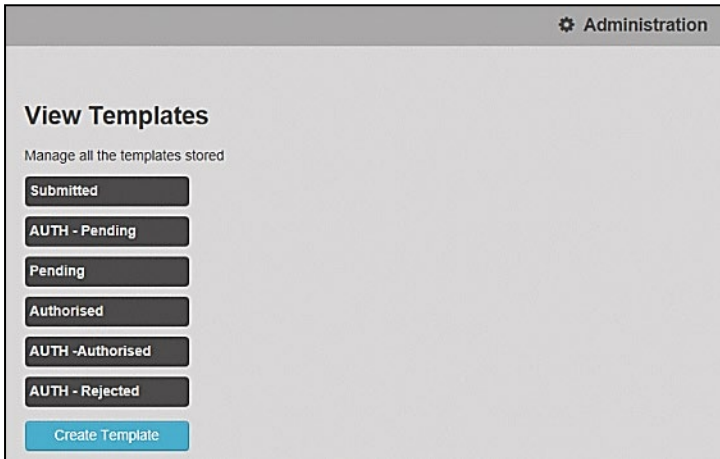 Administration
View Templates
Manage all the templates stored
Submitted
AUTH - Pending
Pending
Authorised
AUTH -Authorised
AUTH - Rejected
Create Template